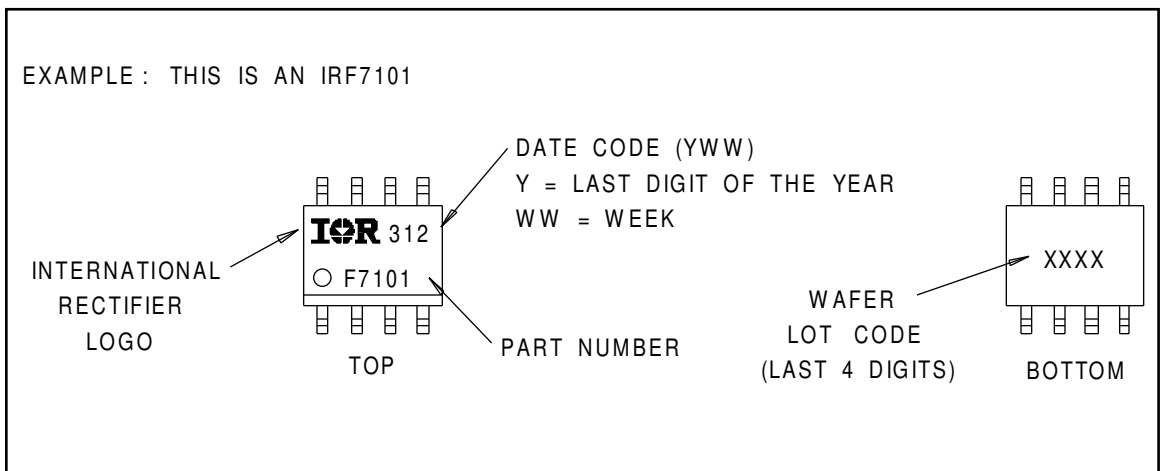 EXAMPLE : THIS IS AN IRF7101
DATE CODE (YWW)
Y = LAST DIGIT OF THE YEAR
WW = WEEK
IOR 312
F7101
INTERNATIONAL
RECTIFIER
LOGO
PART NUMBER
TOP
XXXX
WAFER
LOT CODE
(LAST 4 DIGITS)
BOTTOM